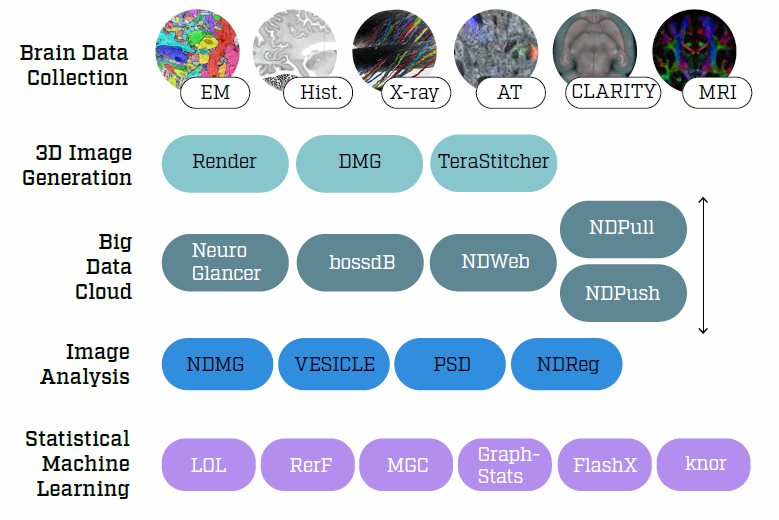 Brain Data
Collection
EM
Hist.
X-ray
AT
CLARITY
MRI
3D Image
Generation
Render
DMG
TeraStitcher
Big
Data
Cloud
Neuro
Glancer
bossdB
NDWeb
NDPull
NDPush
Image
Analysis
NDMG
VESICLE
PSD
NDReg
Statistical
Machine
Learning
LOL
RerF
MGC
Graph-
Stats
FlashX
knor